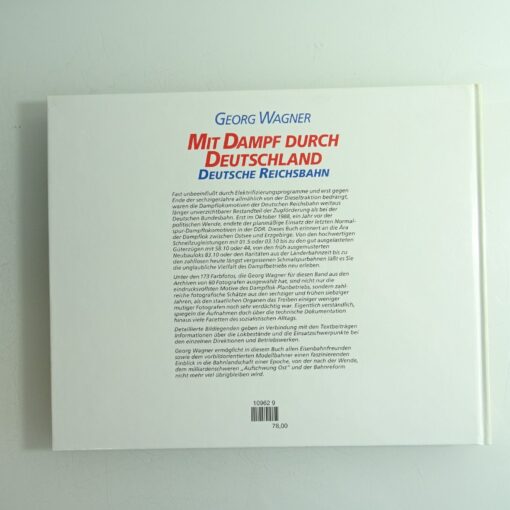 GEORG WAGNER
MIT DAMPF DURCH
DEUTSCHLAND
DEUTSCHE REICHSBAHN
Fast unbeeinflußt durch Elektrifizierungsprogramme und erst gegen
Ende der sechziger Jahre allmählich von der Dieseltraktion bedrängt,
waren die Dampflokomotiven der Deutschen Reichsbahn weitaus
länger unverzichtbarer Bestandteil der Zugförderung als bei der
Deutschen Bundesbahn. Erst im Oktober 1988, ein Jahr vor der
politischen Wende, endete der planmäßige Einsatz der letzten Normal-
spur-Dampflokomotiven in der DDR. Dieses Buch erinnert an die Ära
der Dampflok zwischen Ostsee und Erzgebirge. Von den hochwertigen
Schnellzugleistungen mit 01.5 oder 03.10 bis zu den gut ausgelasteten
Güterzügen mit 58.10 oder 44, von den früh ausgemusterten
Neubauloks 83.10 oder den Raritäten aus der Länderbahnzeit bis zu
den zahllosen heute längst vergessenen Schmalspurbahnen läßt es Sie
die unglaubliche Vielfalt des Dampfbetriebs neu erleben.
Unter den 173 Farbfotos, die Georg Wagner für diesen Band aus den
Archiven von 60 Fotografen ausgewählt hat, sind nicht nur die
eindrucksvollsten Motive des Dampflok-Planbetriebs, sondern zahl-
reiche fotografische Schätze aus den sechziger und frühen siebziger
Jahren, als den staatlichen Organen das Treiben einiger weniger
mutiger Fotografen noch sehr verdächtig war. Eigentlich verständlich,
spiegeln die Aufnahmen doch über die technische Dokumentation
hinaus viele Facetten des sozialistischen Alltags.
Detaillierte Bildlegenden geben in Verbindung mit den Textbeiträgen
Informationen über die Lokbestände und die Einsatzschwerpunkte bei
den einzelnen Direktionen und Betriebswerken.
Georg Wagner ermöglicht in diesem Buch allen Eisenbahnfreunden
sowie dem vorbildorientierten Modellbahner einen faszinierenden
Einblick in die Bahnlandschaft einer Epoche, von der nach der Wende,
dem milliardenschweren „Aufschwung Ost" und der Bahnreform
nicht mehr viel übrigbleiben wird.
10962 9
78,00